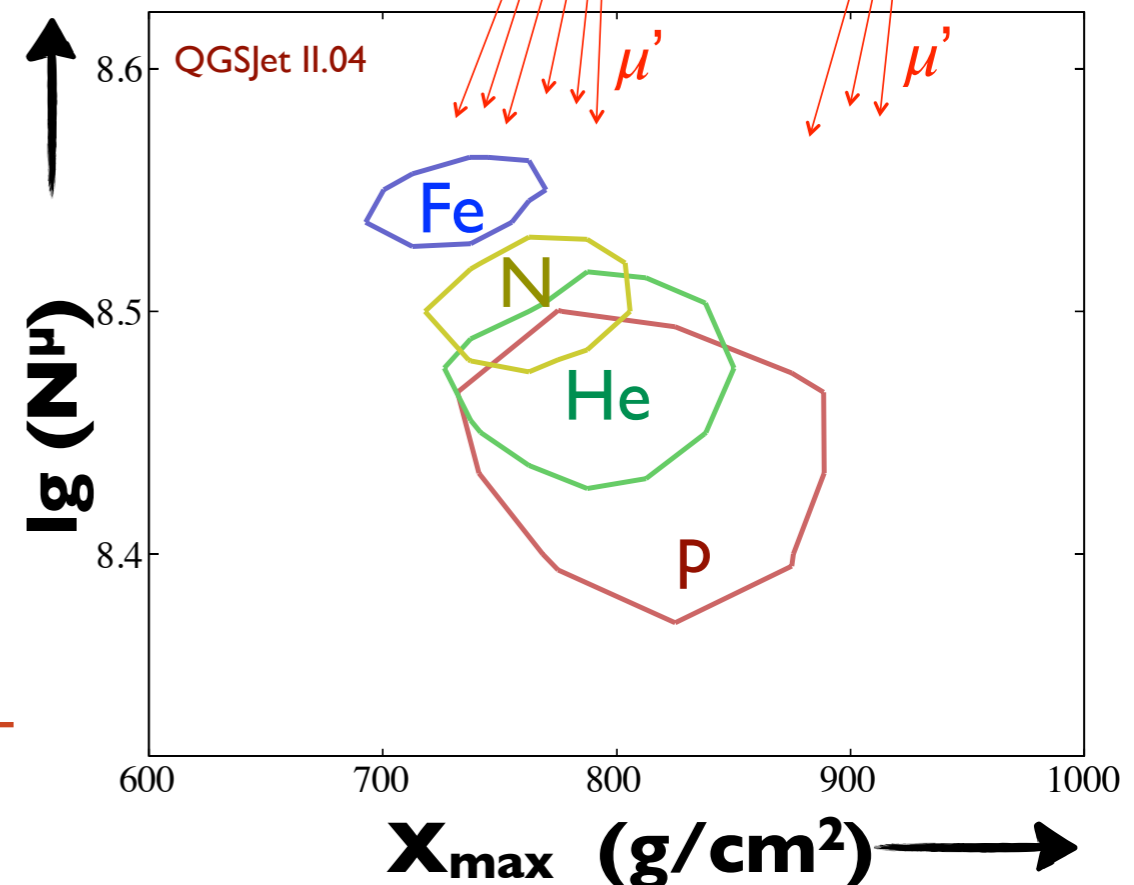 QGSJet II.04
μ’ μ’
8.6
Fe
N
8.5
He
lg (Nμ)
p
8.4
600 700 800 900 1000
Xmax (g/cm²)